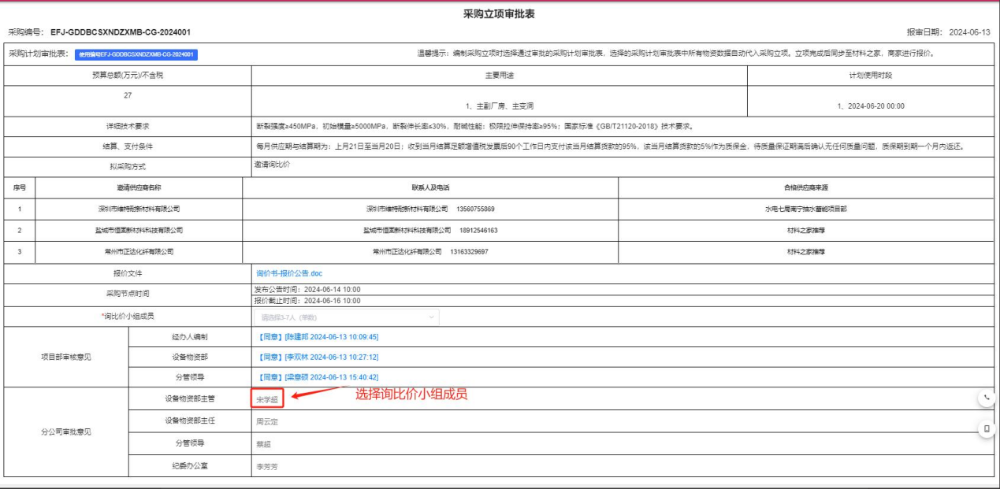 采购立项审批表
采购编号： EFJ-GDDBCSXNDZXMB-CG-2024001 报审日期： 2024-06-13
采购计划审批表： 使用编号EFJ-GDDBCSXNDZXMB-CG-2024001 温馨提示：编制采购立项时选择通过审批的采购计划审批表，选择的采购计划审批表中所有物资数据自动代入采购立项。立项完成后同步至材料之家，商家进行报价。
预算总额(万元)/不含税 主要用途 计划使用时段
27 1、主副厂房、主变洞 1、2024-06-20 00:00
详细技术要求 断裂强度≥450MPa，初始模量≥5000MPa，断裂伸长率≤30%，耐碱性能：极限拉伸保持率≥95%；国家标准《GB/T21120-2018》技术要求。
结算、支付条件 每月供应期与结算期为：上月21日至当月20日；收到当月结算足额增值税发票后90个工作日内支付该当月结算货款的95%，该当月结算货款的5%作为质保金，待质量保证期满后确认无任何质量问题，质保期到期一个月内返还。
拟采购方式 邀请询比价
序号 邀请供应商名称 联系人及电话 合格供应商来源
1 深圳市维特耐新材料有限公司 深圳市维特耐新材料有限公司 13560755869 水电七局南宁抽水蓄能项目部
2 盐城市恒固新材料科技有限公司 盐城市恒固新材料科技有限公司 18912546163 材料之家推荐
3 常州市正达化纤有限公司 常州市正达化纤有限公司 13163329697 材料之家推荐
报价文件 询价书-报价公告.doc
采购节点时间 发布公告时间：2024-06-14 10:00
报价截止时间：2024-06-16 10:00
*询比价小组成员 请选择3-7人（单数）
项目部审核意见 经办人编制 【同意】[陈建邦 2024-06-13 10:09:45]
设备物资部 【同意】[李双林 2024-06-13 10:27:12]
分管领导 【同意】[梁意硕 2024-06-13 15:40:42]
分公司审批意见 设备物资部主管 宋学超 选择询比价小组成员
设备物资部主任 周云定
分管领导 蔡超
纪委办公室 李芳芳